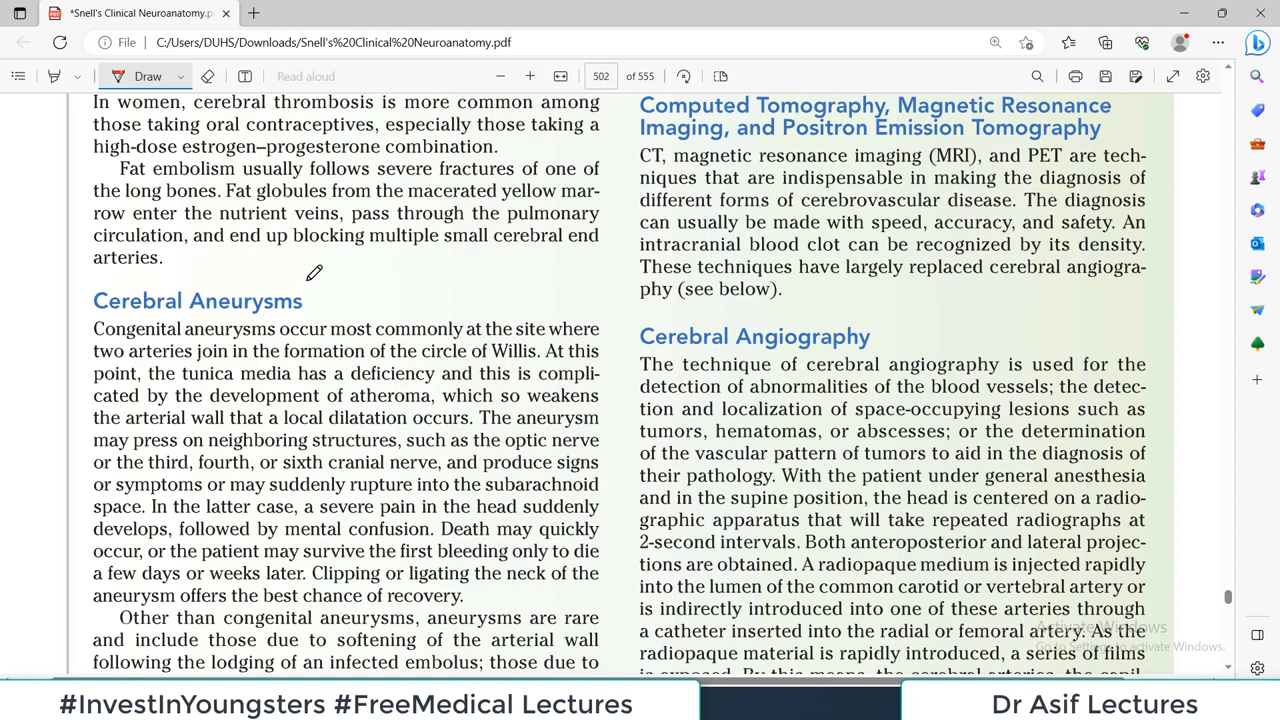 *Snell's Clinical Neuroanatomy.p
File
C:/Users/DUHS/Downloads/Snell's%20Clinical%20Neuroanatomy.pdf
Draw
Read aloud
502
of 555
In women, cerebral thrombosis is more common among
those taking oral contraceptives, especially those taking a
high-dose estrogen–progesterone combination.
Fat embolism usually follows severe fractures of one of
the long bones. Fat globules from the macerated yellow mar-
row enter the nutrient veins, pass through the pulmonary
circulation, and end up blocking multiple small cerebral end
arteries.
Cerebral Aneurysms
Congenital aneurysms occur most commonly at the site where
two arteries join in the formation of the circle of Willis. At this
point, the tunica media has a deficiency and this is compli-
cated by the development of atheroma, which so weakens
the arterial wall that a local dilatation occurs. The aneurysm
may press on neighboring structures, such as the optic nerve
or the third, fourth, or sixth cranial nerve, and produce signs
or symptoms or may suddenly rupture into the subarachnoid
space. In the latter case, a severe pain in the head suddenly
develops, followed by mental confusion. Death may quickly
occur, or the patient may survive the first bleeding only to die
a few days or weeks later. Clipping or ligating the neck of the
aneurysm offers the best chance of recovery.
Other than congenital aneurysms, aneurysms are rare
and include those due to softening of the arterial wall
following the lodging of an infected embolus; those due to
Computed Tomography, Magnetic Resonance
Imaging, and Positron Emission Tomography
CT, magnetic resonance imaging (MRI), and PET are tech-
niques that are indispensable in making the diagnosis of
different forms of cerebrovascular disease. The diagnosis
can usually be made with speed, accuracy, and safety. An
intracranial blood clot can be recognized by its density.
These techniques have largely replaced cerebral angiogra-
phy (see below).
Cerebral Angiography
The technique of cerebral angiography is used for the
detection of abnormalities of the blood vessels; the detec-
tion and localization of space-occupying lesions such as
tumors, hematomas, or abscesses; or the determination
of the vascular pattern of tumors to aid in the diagnosis of
their pathology. With the patient under general anesthesia
and in the supine position, the head is centered on a radio-
graphic apparatus that will take repeated radiographs at
2-second intervals. Both anteroposterior and lateral projec-
tions are obtained. A radiopaque medium is injected rapidly
into the lumen of the common carotid or vertebral artery or
is indirectly introduced into one of these arteries through
a catheter inserted into the radial or femoral artery. As the
radiopaque material is rapidly introduced, a series of films
is exposed. By this means, the cerebral arteries, the capil-
Activate Windows
Go to Settings to activate Windows.
#InvestInYoungsters #FreeMedical Lectures
Dr Asif Lectures